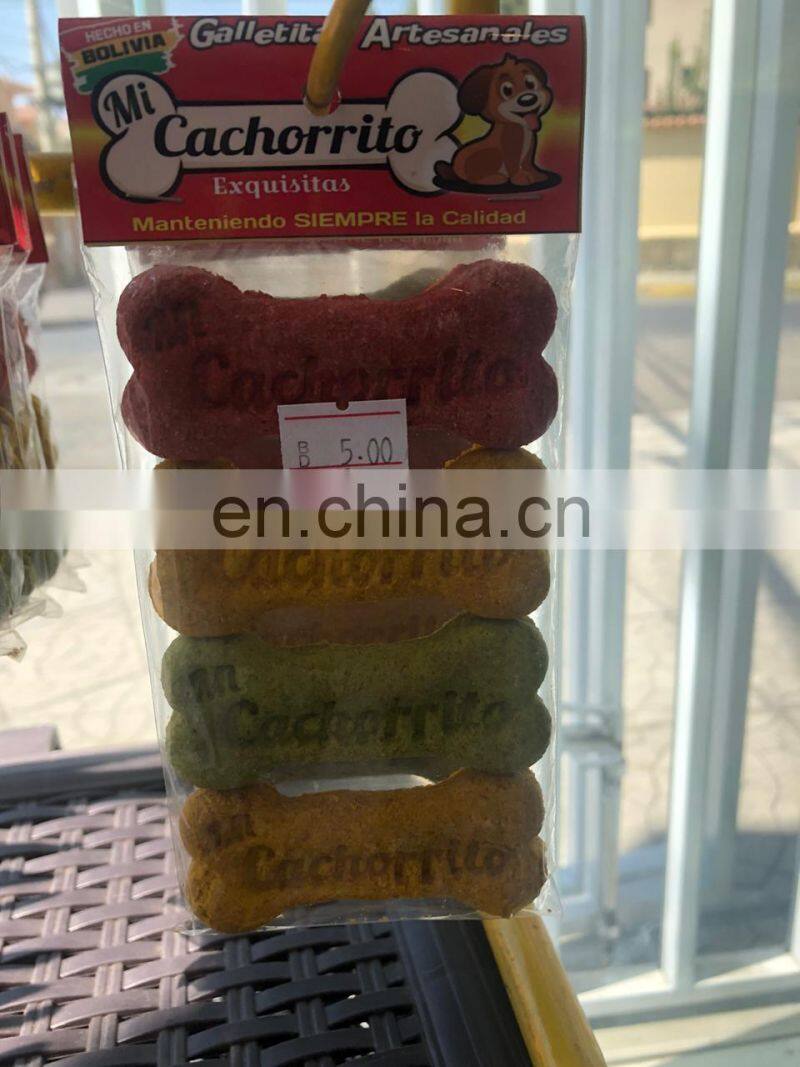 HECHO EN
BOLIVIA
Galletitas Artesanales
Mi
Cachorrito
Exquisitas
Manteniendo SIEMPRE la Calidad
Mi
Cachorrito
B/D 5.00
en.china.cn
Cachorrito
Mi
Cachorrito
Mi
Cachorrito